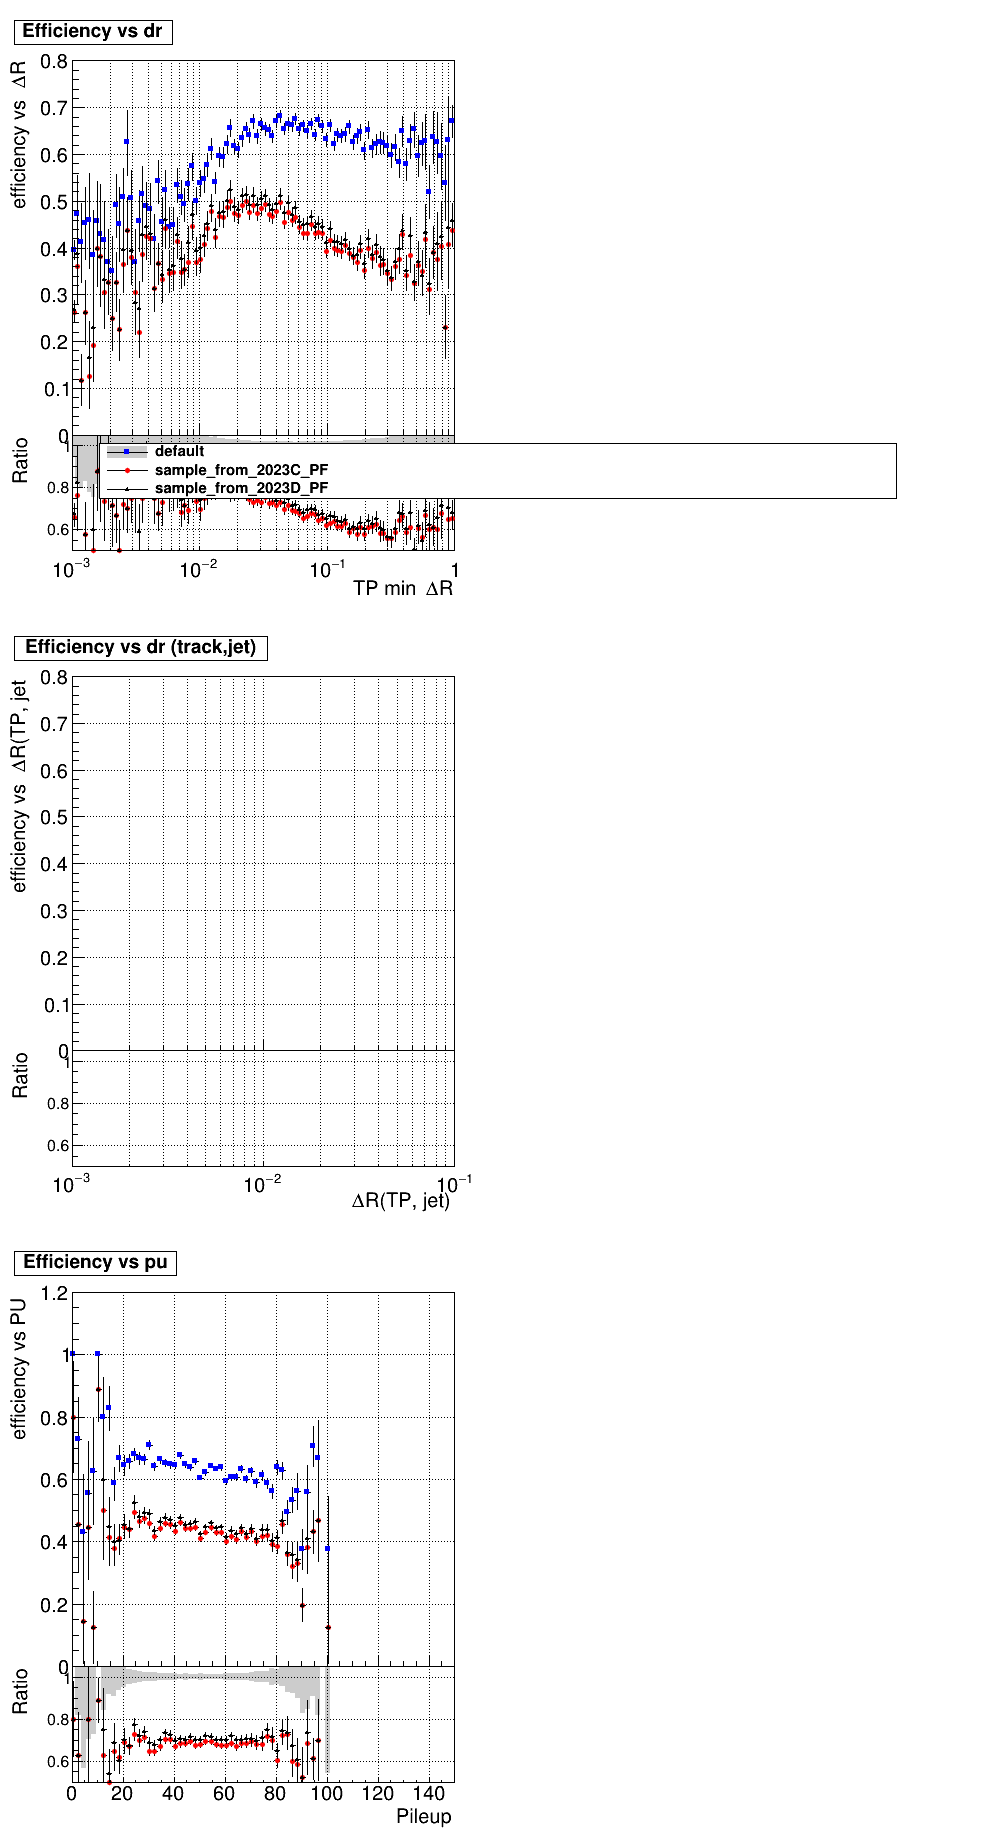 Efficiency vs dr
efficiency vs ΔR
0.8
0.7
0.6
0.5
0.4
0.3
0.2
0.1
0
Ratio
1
0.8
0.6
default
sample_from_2023C_PF
sample_from_2023D_PF
10⁻³ 10⁻² 10⁻¹ 1
TP min ΔR
Efficiency vs dr (track,jet)
efficiency vs ΔR(TP, jet
0.8
0.7
0.6
0.5
0.4
0.3
0.2
0.1
0
Ratio
1
0.8
0.6
10⁻³ 10⁻² 10⁻¹
ΔR(TP, jet)
Efficiency vs pu
efficiency vs PU
1.2
1
0.8
0.6
0.4
0.2
0
Ratio
1
0.8
0.6
0 20 40 60 80 100 120 140
Pileup